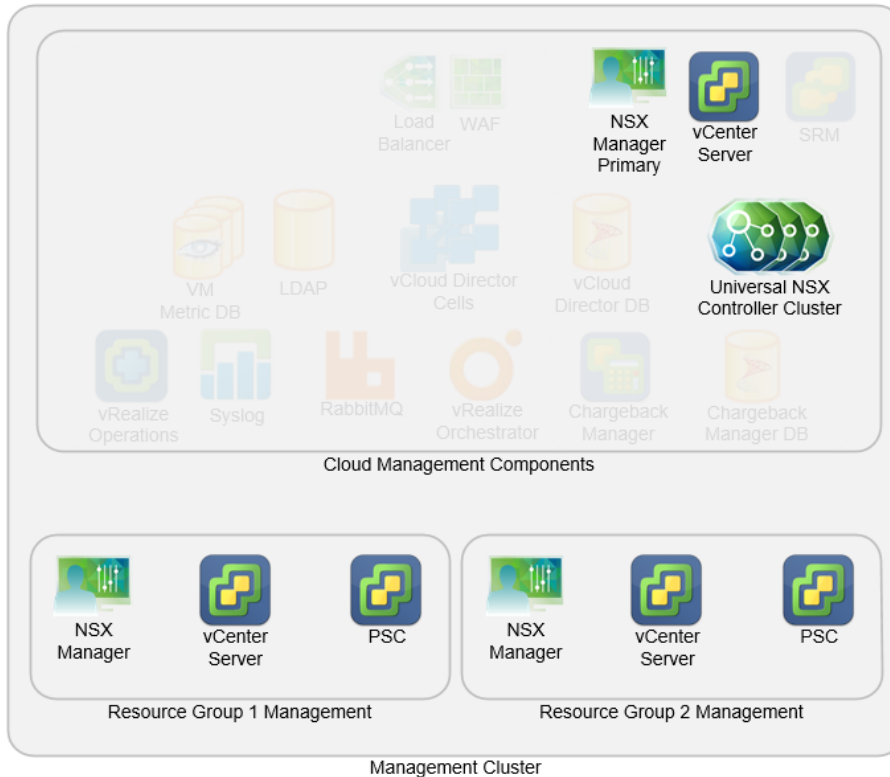 NSX
Manager
Primary
vCenter
Server
SRM
Load
Balancer
WAF
VM
Metric DB
LDAP
vCloud Director
Cells
vCloud
Director DB
Universal NSX
Controller Cluster
vRealize
Operations
Syslog
RabbitMQ
vRealize
Orchestrator
Chargeback
Manager
Chargeback
Manager DB
Cloud Management Components
NSX
Manager
vCenter
Server
PSC
NSX
Manager
vCenter
Server
PSC
Resource Group 1 Management
Resource Group 2 Management
Management Cluster